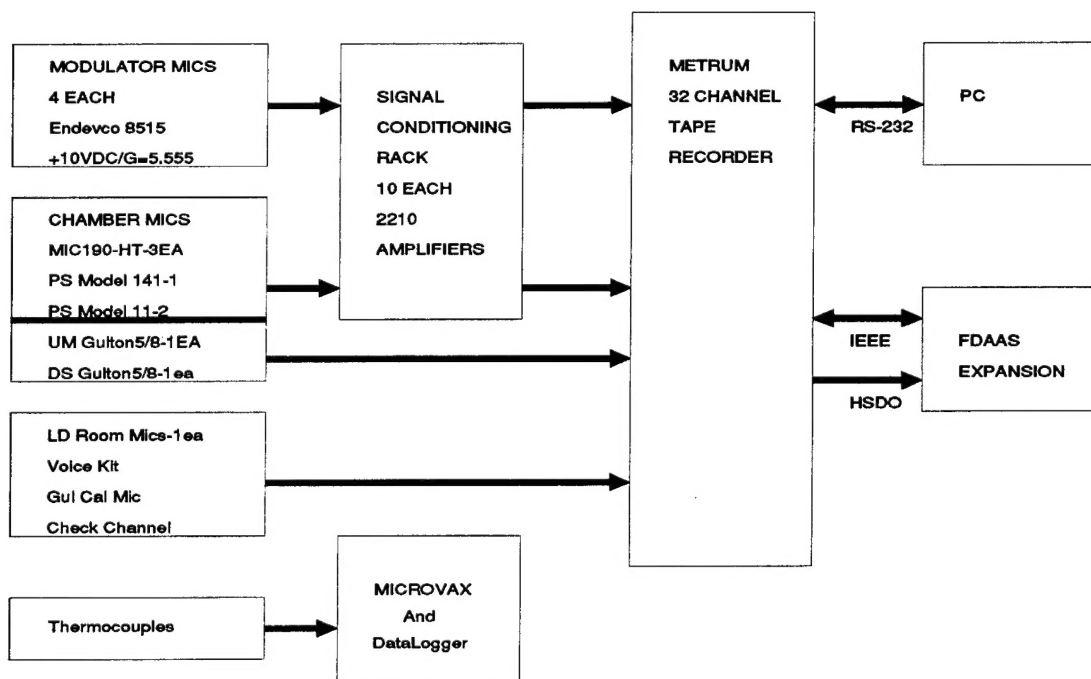 MODULATOR MICS
4 EACH
Endevco 8515
+10VDC/G=5.555
CHAMBER MICS
MIC190-HT-3EA
PS Model 141-1
PS Model 11-2
UM Gulton5/8-1EA
DS Gulton5/8-1ea
LD Room Mics-1ea
Voice Kit
Gul Cal Mic
Check Channel
Thermocouples
SIGNAL
CONDITIONING
RACK
10 EACH
2210
AMPLIFIERS
MICROVAX
And
DataLogger
METRUM
32 CHANNEL
TAPE
RECORDER
RS-232
PC
IEEE
HSDO
FDAAS
EXPANSION